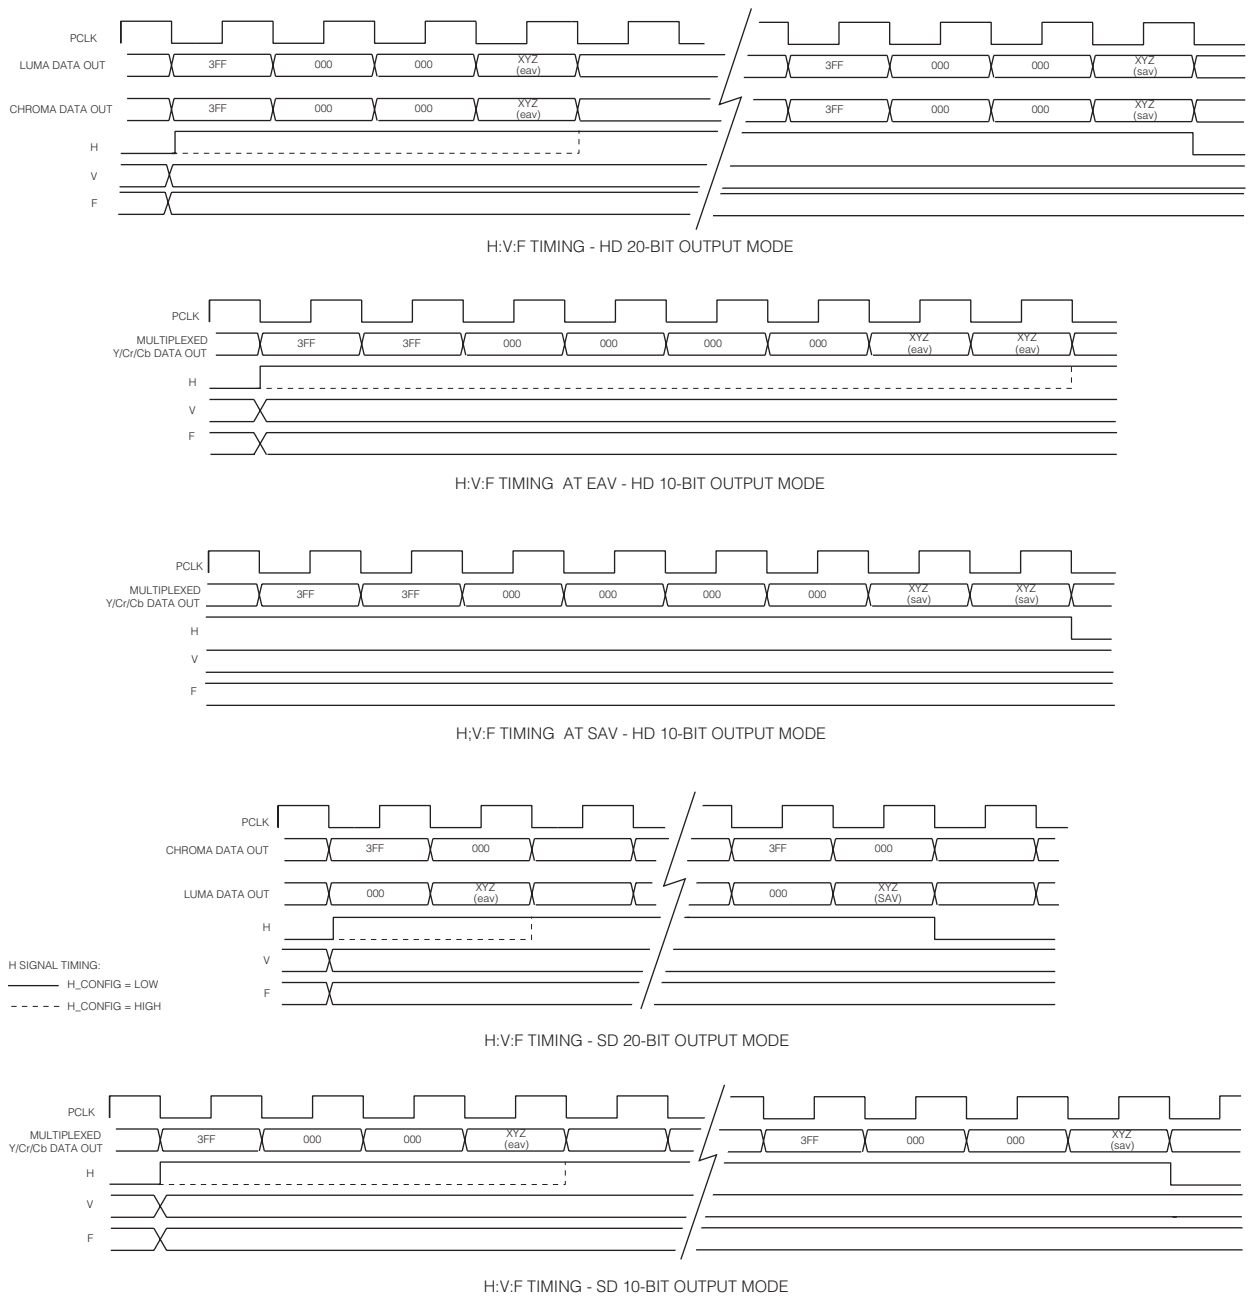 PCLK
LUMA DATA OUT 3FF 000 000 XYZ (eav) 3FF 000 000 XYZ (sav)
CHROMA DATA OUT 3FF 000 000 XYZ (eav) 3FF 000 000 XYZ (sav)
H
V
F
H:V:F TIMING - HD 20-BIT OUTPUT MODE
PCLK
MULTIPLEXED
Y/Cr/Cb DATA OUT 3FF 3FF 000 000 000 000 XYZ (eav) XYZ (eav)
H
V
F
H:V:F TIMING AT EAV - HD 10-BIT OUTPUT MODE
PCLK
MULTIPLEXED
Y/Cr/Cb DATA OUT 3FF 3FF 000 000 000 000 XYZ (sav) XYZ (sav)
H
V
F
H;V:F TIMING AT SAV - HD 10-BIT OUTPUT MODE
PCLK
CHROMA DATA OUT 3FF 000 3FF 000
LUMA DATA OUT 000 XYZ (eav) 000 XYZ (SAV)
H
V
F
H SIGNAL TIMING:
H_CONFIG = LOW
H_CONFIG = HIGH
H:V:F TIMING - SD 20-BIT OUTPUT MODE
PCLK
MULTIPLEXED
Y/Cr/Cb DATA OUT 3FF 000 000 XYZ (eav) 3FF 000 000 XYZ (sav)
H
V
F
H:V:F TIMING - SD 10-BIT OUTPUT MODE